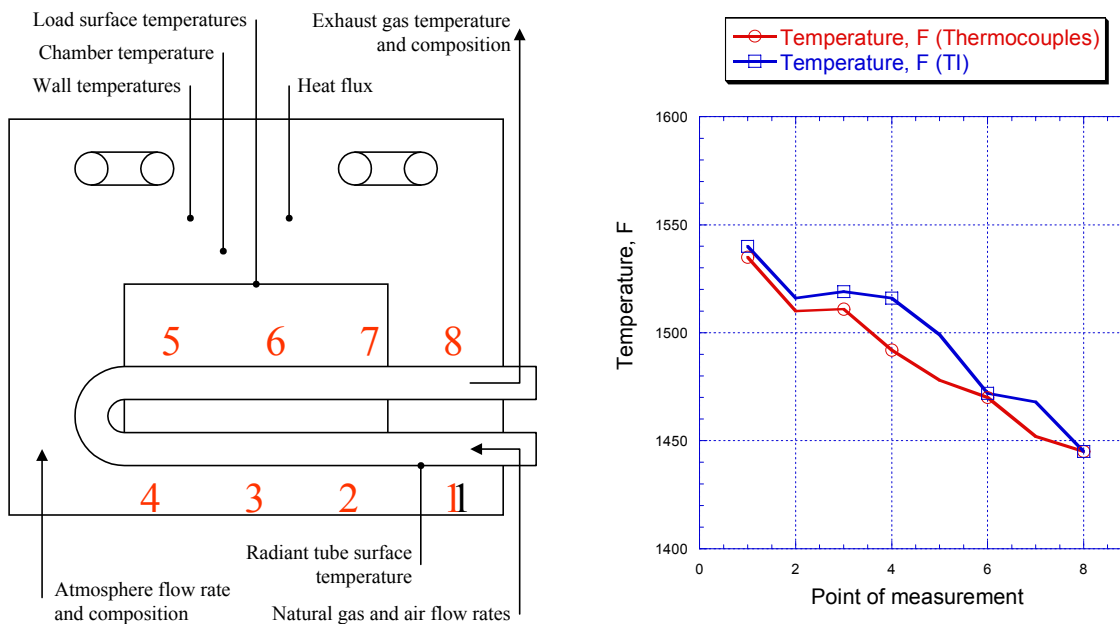 Load surface temperatures
Chamber temperature
Wall temperatures
Exhaust gas temperature
and composition
Heat flux
5 6 7 8
4 3 2 11
Radiant tube surface
temperature
Atmosphere flow rate
and composition
Natural gas and air flow rates
Temperature, F (Thermocouples)
Temperature, F (TI)
1600
1550
1500
1450
1400
Temperature, F
0 2 4 6 8
Point of measurement